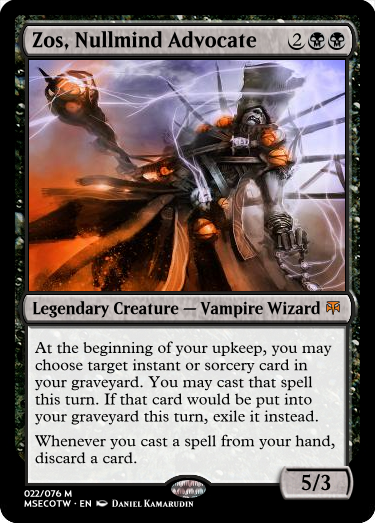 Zos, Nullmind Advocate 2
Legendary Creature — Vampire Wizard
At the beginning of your upkeep, you may
choose target instant or sorcery card in
your graveyard. You may cast that spell
this turn. If that card would be put into
your graveyard this turn, exile it instead.
Whenever you cast a spell from your hand,
discard a card.
5/3
022/076 M
MSECOTW • EN Daniel Kamarudin